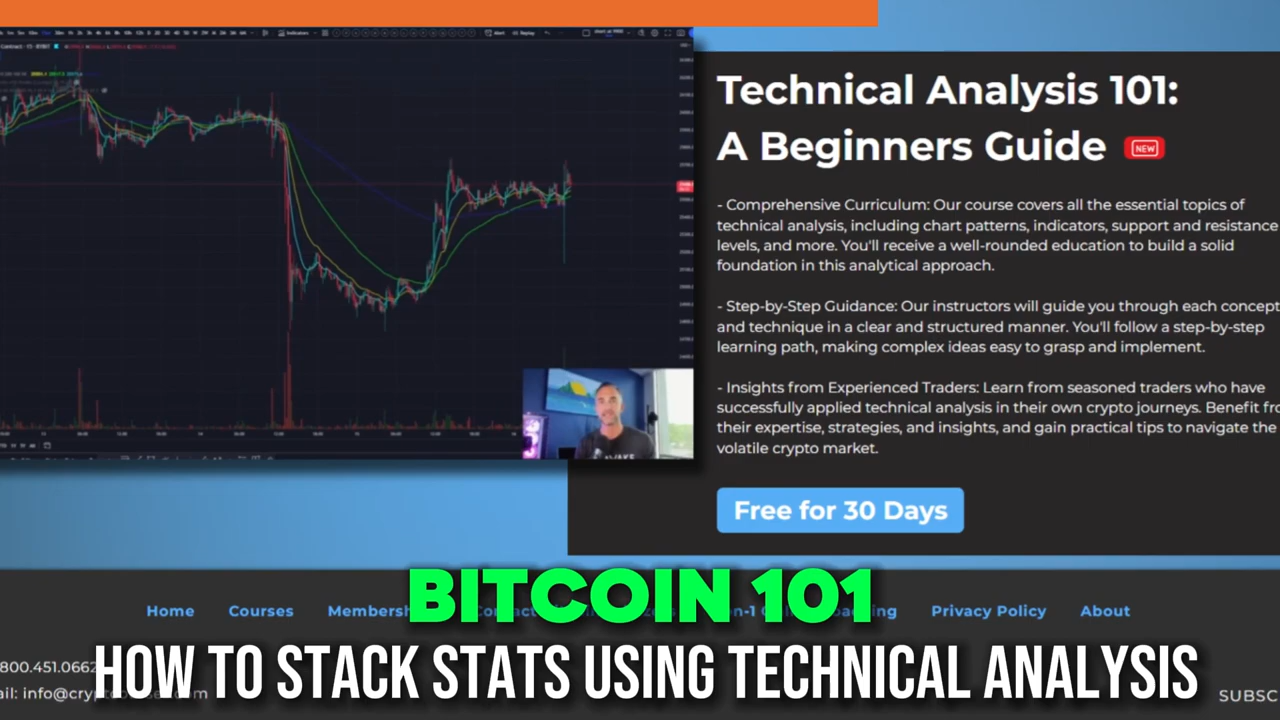 Technical Analysis 101:
A Beginners Guide NEW
- Comprehensive Curriculum: Our course covers all the essential topics of
technical analysis, including chart patterns, indicators, support and resistance
levels, and more. You'll receive a well-rounded education to build a solid
foundation in this analytical approach.
- Step-by-Step Guidance: Our instructors will guide you through each concept
and technique in a clear and structured manner. You'll follow a step-by-step
learning path, making complex ideas easy to grasp and implement.
- Insights from Experienced Traders: Learn from seasoned traders who have
successfully applied technical analysis in their own crypto journeys. Benefit
their expertise, strategies, and insights, and gain practical tips to navigate the
volatile crypto market.
Free for 30 Days
BITCOIN 101
Home Courses Privacy Policy About
HOW TO STACK STATS USING TECHNICAL ANALYSIS